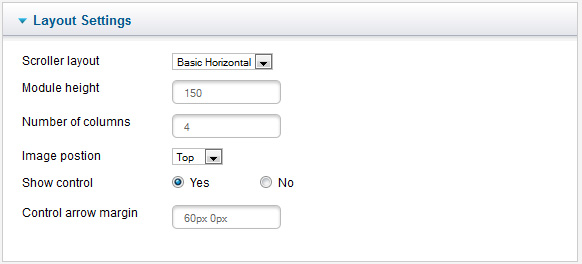 Layout Settings
Scroller layout Basic Horizontal
Module height 150
Number of columns 4
Image postion Top
Show control Yes No
Control arrow margin 60px 0px